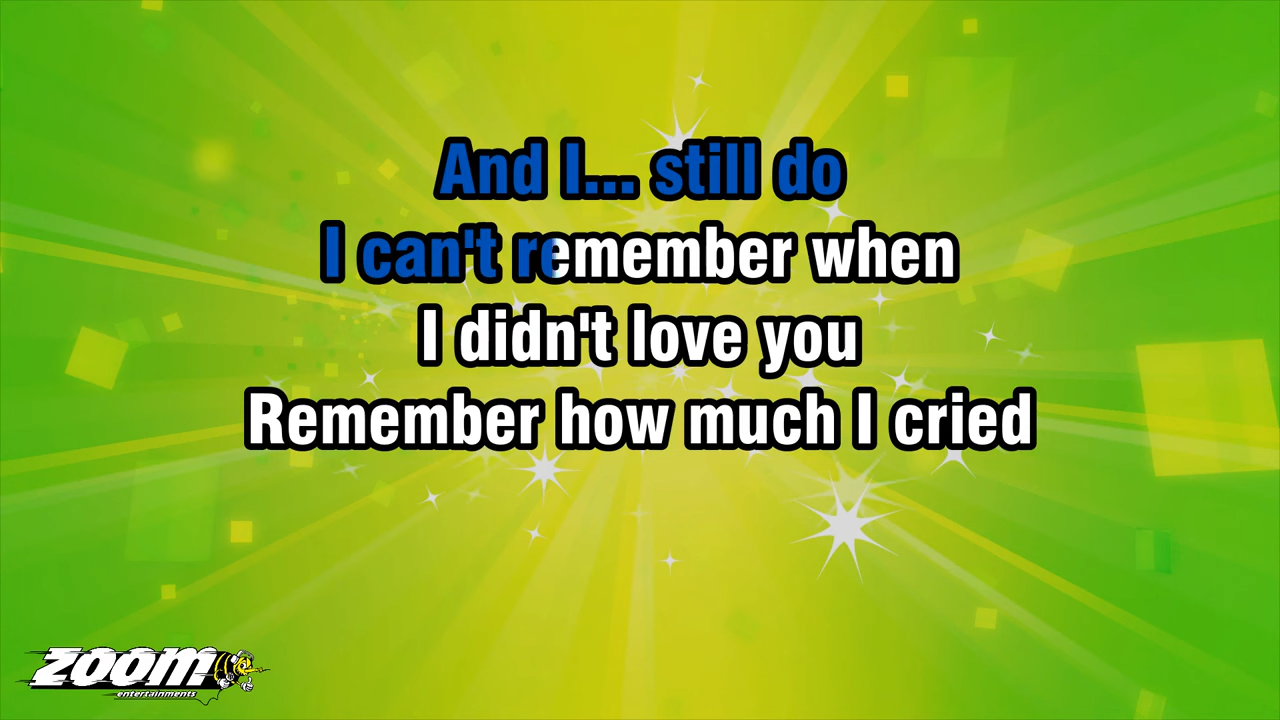 And I... still do
I can't remember when
I didn't love you
Remember how much I cried
zoom
entertainments